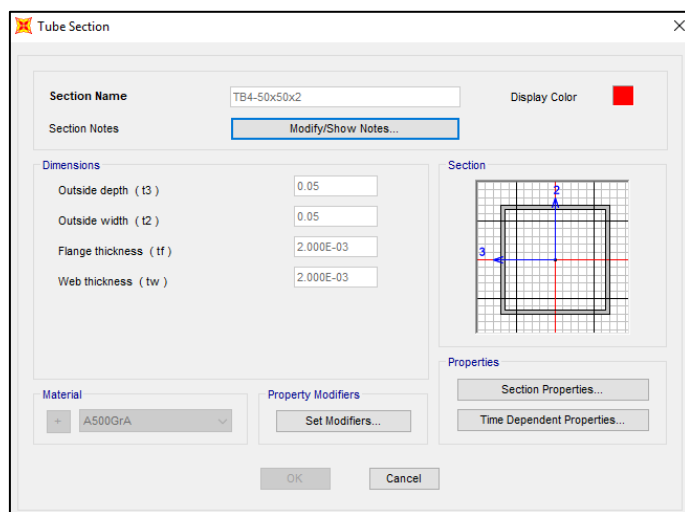 Tube Section
Section Name TB4-50x50x2 Display Color
Section Notes Modify/Show Notes...
Dimensions
Outside depth ( t3 ) 0.05
Outside width ( t2 ) 0.05
Flange thickness ( tf ) 2.000E-03
Web thickness ( tw ) 2.000E-03
Section
2
3
Material
+ A500GrA
Property Modifiers
Set Modifiers...
Properties
Section Properties...
Time Dependent Properties...
OK Cancel